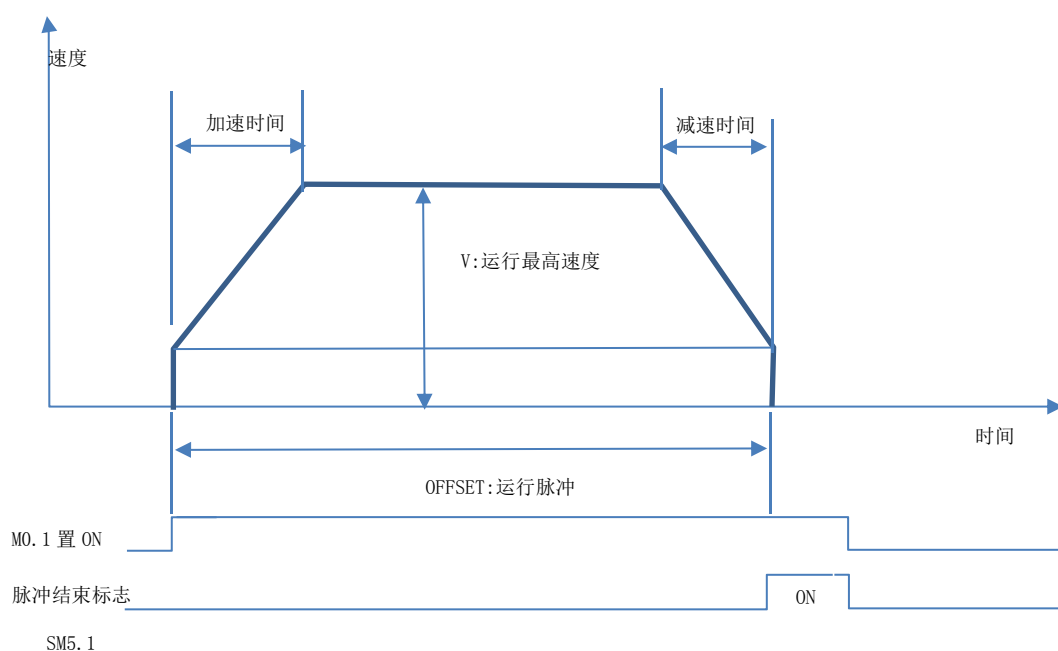 速度
加速时间
减速时间
V:运行最高速度
时间
OFFSET:运行脉冲
M0.1 置 ON
脉冲结束标志
ON
SM5.1